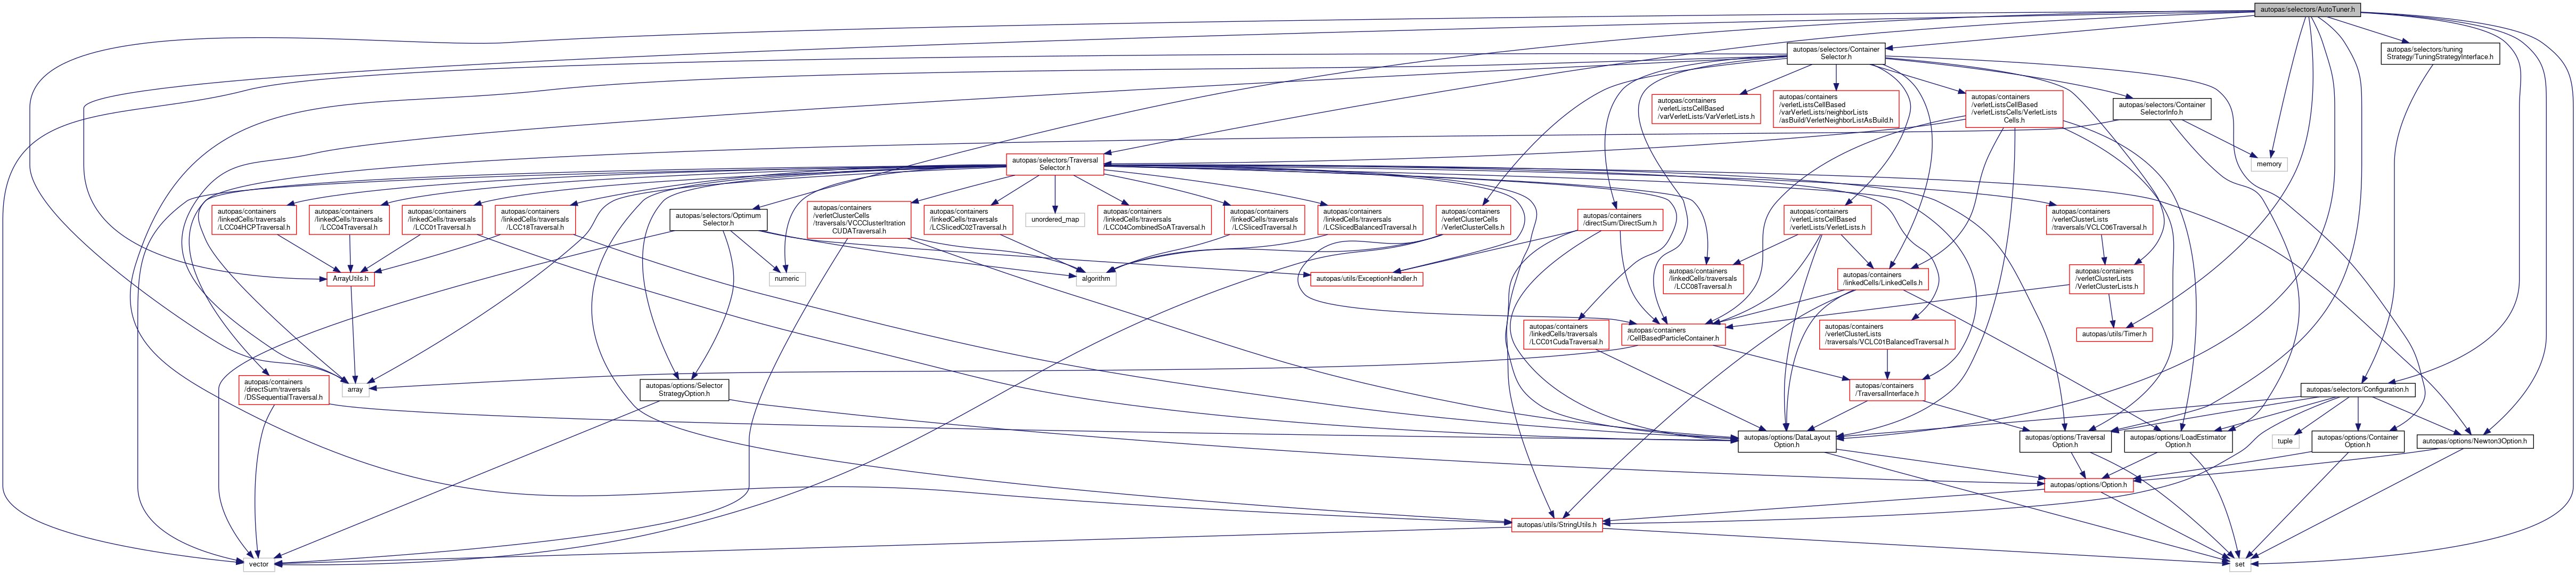 autopas/selectors/AutoTuner.h
autopas/selectors/Container
Selector.h
autopas/selectors/tuning
Strategy/TuningStrategyInterface.h
autopas/containers
/verletListsCellBased
/varVerletLists/VarVerletLists.h
autopas/containers
/verletListsCellBased
/varVerletLists/neighborLists
/asBuild/VerletNeighborListAsBuild.h
autopas/containers
/verletListsCellBased
/verletListsCells/VerletLists
Cells.h
autopas/selectors/Container
SelectorInfo.h
autopas/selectors/Traversal
Selector.h
memory
autopas/containers
/linkedCells/traversals
/LCC04HCPTraversal.h
autopas/containers
/linkedCells/traversals
/LCC04Traversal.h
autopas/containers
/linkedCells/traversals
/LCC01Traversal.h
autopas/containers
/linkedCells/traversals
/LCC18Traversal.h
autopas/selectors/Optimum
Selector.h
autopas/containers
/verletClusterCells
/traversals/VCCClusterItration
CUDATraversal.h
autopas/containers
/linkedCells/traversals
/LCSlicedC02Traversal.h
unordered_map
autopas/containers
/linkedCells/traversals
/LCC04CombinedSoATraversal.h
autopas/containers
/linkedCells/traversals
/LCSlicedTraversal.h
autopas/containers
/linkedCells/traversals
/LCSlicedBalancedTraversal.h
autopas/containers
/verletClusterCells
/VerletClusterCells.h
autopas/containers
/directSum/DirectSum.h
autopas/containers
/verletListsCellBased
/verletLists/VerletLists.h
autopas/containers
/verletClusterLists
/traversals/VCLC06Traversal.h
ArrayUtils.h
numeric
algorithm
autopas/utils/ExceptionHandler.h
autopas/containers
/linkedCells/traversals
/LCC08Traversal.h
autopas/containers
/linkedCells/LinkedCells.h
autopas/containers
/verletClusterLists
/VerletClusterLists.h
autopas/containers
/linkedCells/traversals
/LCC01CudaTraversal.h
autopas/containers
/CellBasedParticleContainer.h
autopas/containers
/verletClusterLists
/traversals/VCLC01BalancedTraversal.h
autopas/utils/Timer.h
autopas/containers
/directSum/traversals
/DSSequentialTraversal.h
array
autopas/options/Selector
StrategyOption.h
autopas/containers
/TraversalInterface.h
autopas/selectors/Configuration.h
autopas/options/DataLayout
Option.h
autopas/options/Traversal
Option.h
autopas/options/LoadEstimator
Option.h
tuple
autopas/options/Container
Option.h
autopas/options/Newton3Option.h
autopas/options/Option.h
autopas/utils/StringUtils.h
vector
set